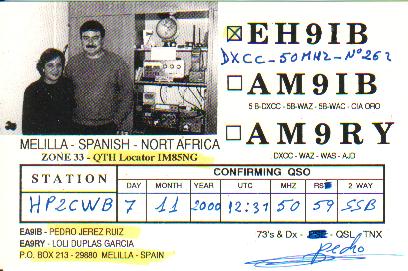 ☒ EH9IB
DXCC-50MHZ-Nº262
☐ AM9IB
5 B-DXCC - 5B-WAZ - 5B-WAC - CIA ORO
☐ AM9RY
DXCC - WAZ - WAS - AJD
MELILLA - SPANISH - NORT AFRICA
ZONE 33 - QTH Locator IM85NG
STATION
CONFIRMING QSO
DAY MONTH YEAR UTC MHZ RST 2 WAY
HP2CWB 7 11 2000 12:31 50 59 SSB
EA9IB - PEDRO JEREZ RUIZ
73's & Dx - PSE - QSL - TNX
EA9RY - LOLI DUPLAS GARCIA
Pedro
P.O. BOX 213 - 29880 MELILLA - SPAIN